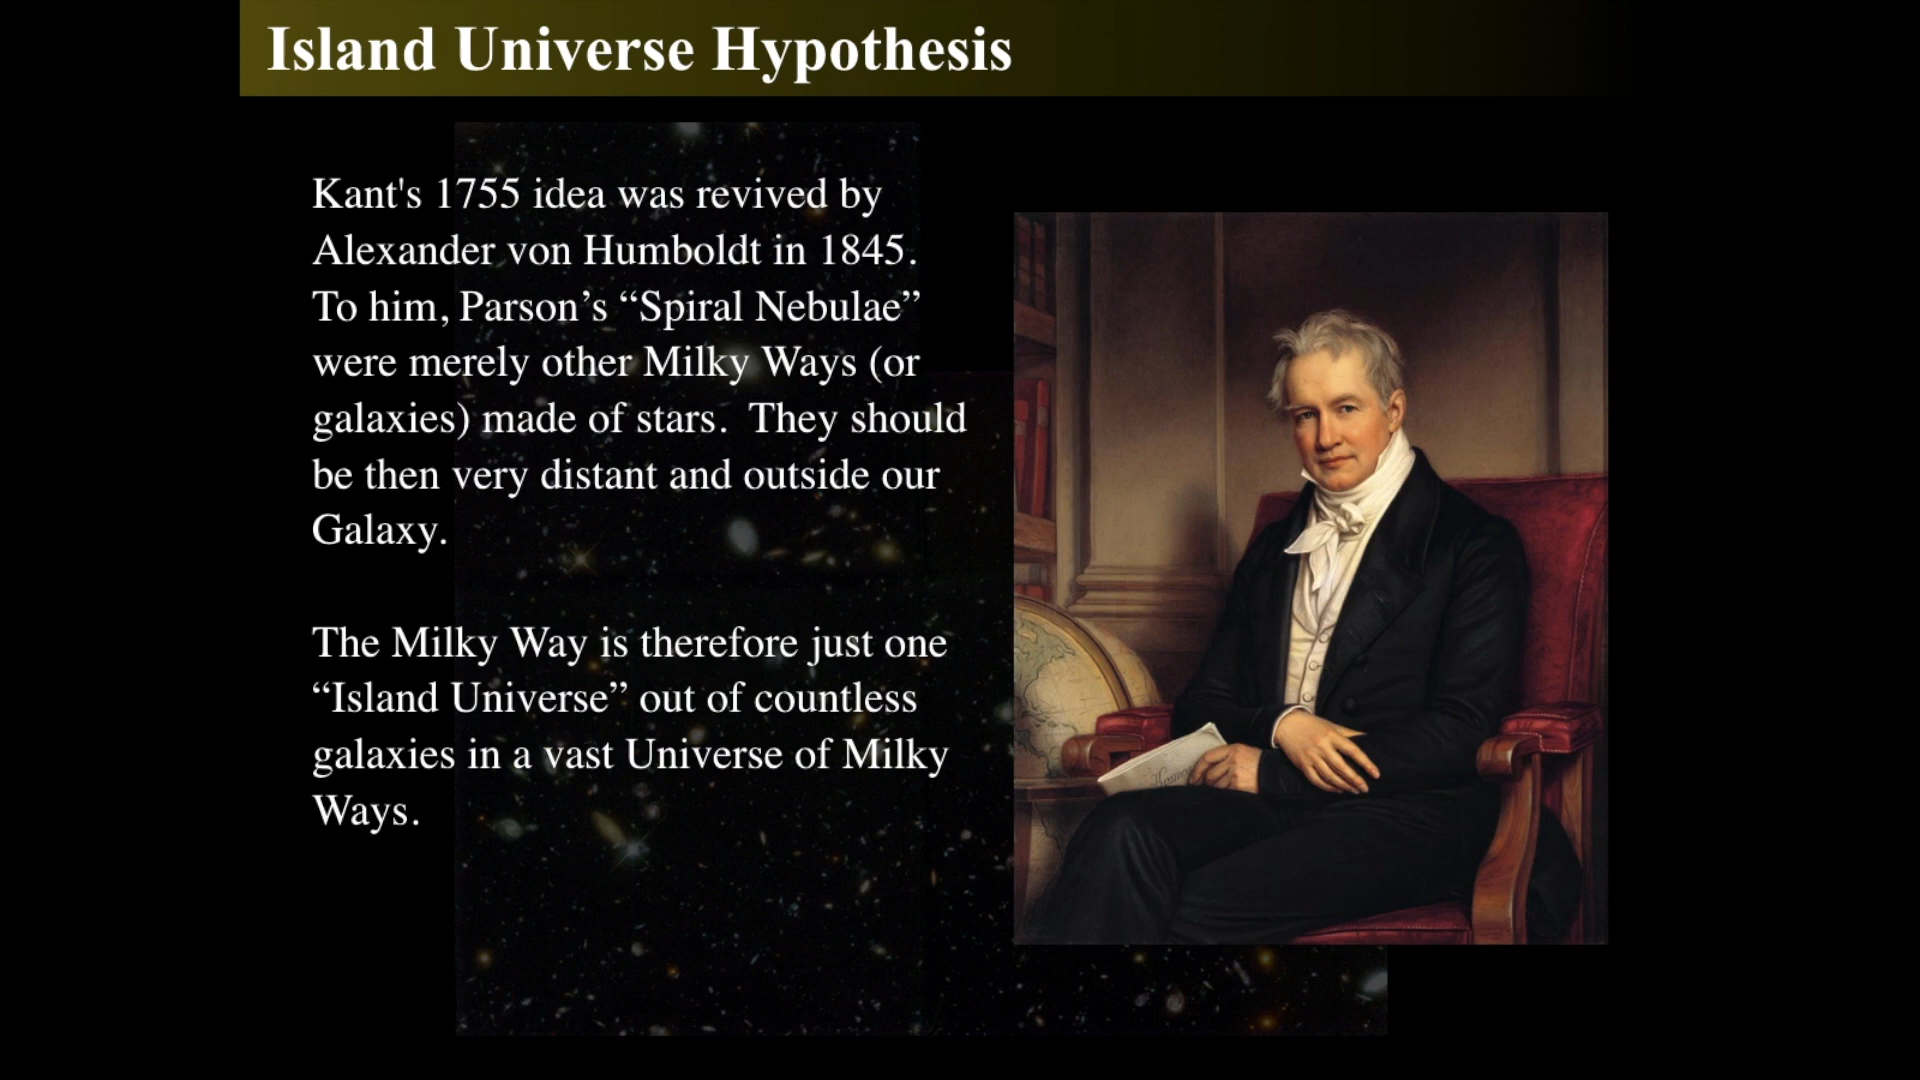 Island Universe Hypothesis
Kant's 1755 idea was revived by
Alexander von Humboldt in 1845.
To him, Parson’s “Spiral Nebulae”
were merely other Milky Ways (or
galaxies) made of stars.  They should
be then very distant and outside our
Galaxy.
The Milky Way is therefore just one
“Island Universe” out of countless
galaxies in a vast Universe of Milky
Ways.